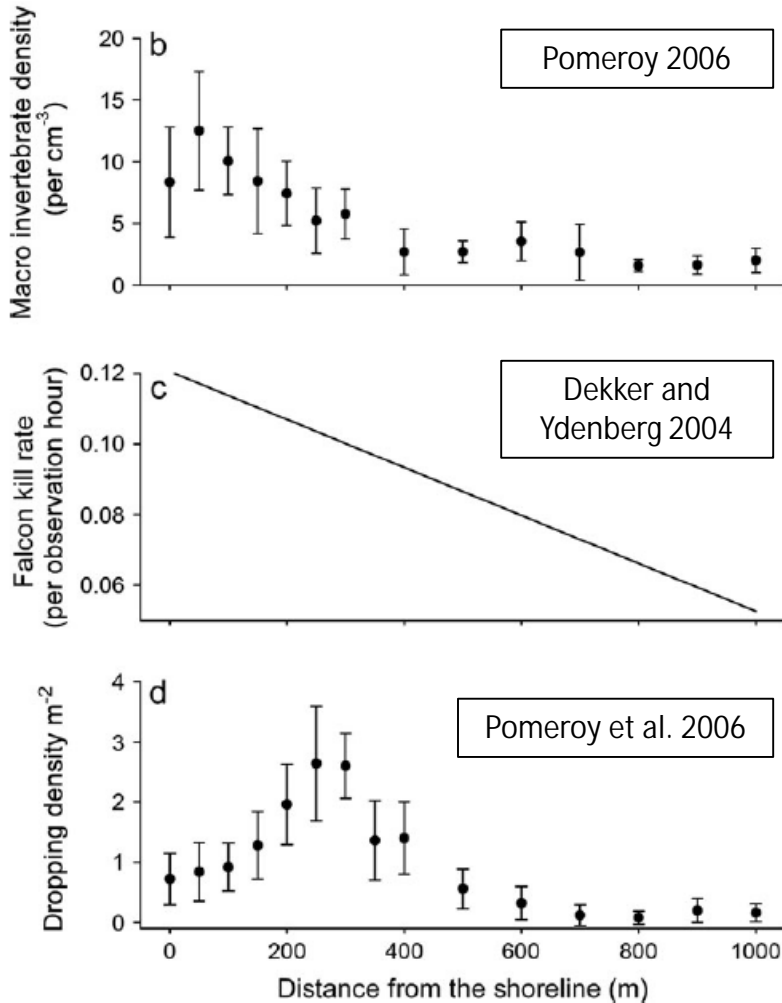 b
Pomeroy 2006
Macro invertebrate density
(per cm⁻³)
20
15
10
5
0
c
Dekker and
Ydenberg 2004
Falcon kill rate
(per observation hour)
0.12
0.10
0.08
0.06
d
Pomeroy et al. 2006
Dropping density m⁻²
4
3
2
1
0
0 200 400 600 800 1000
Distance from the shoreline (m)